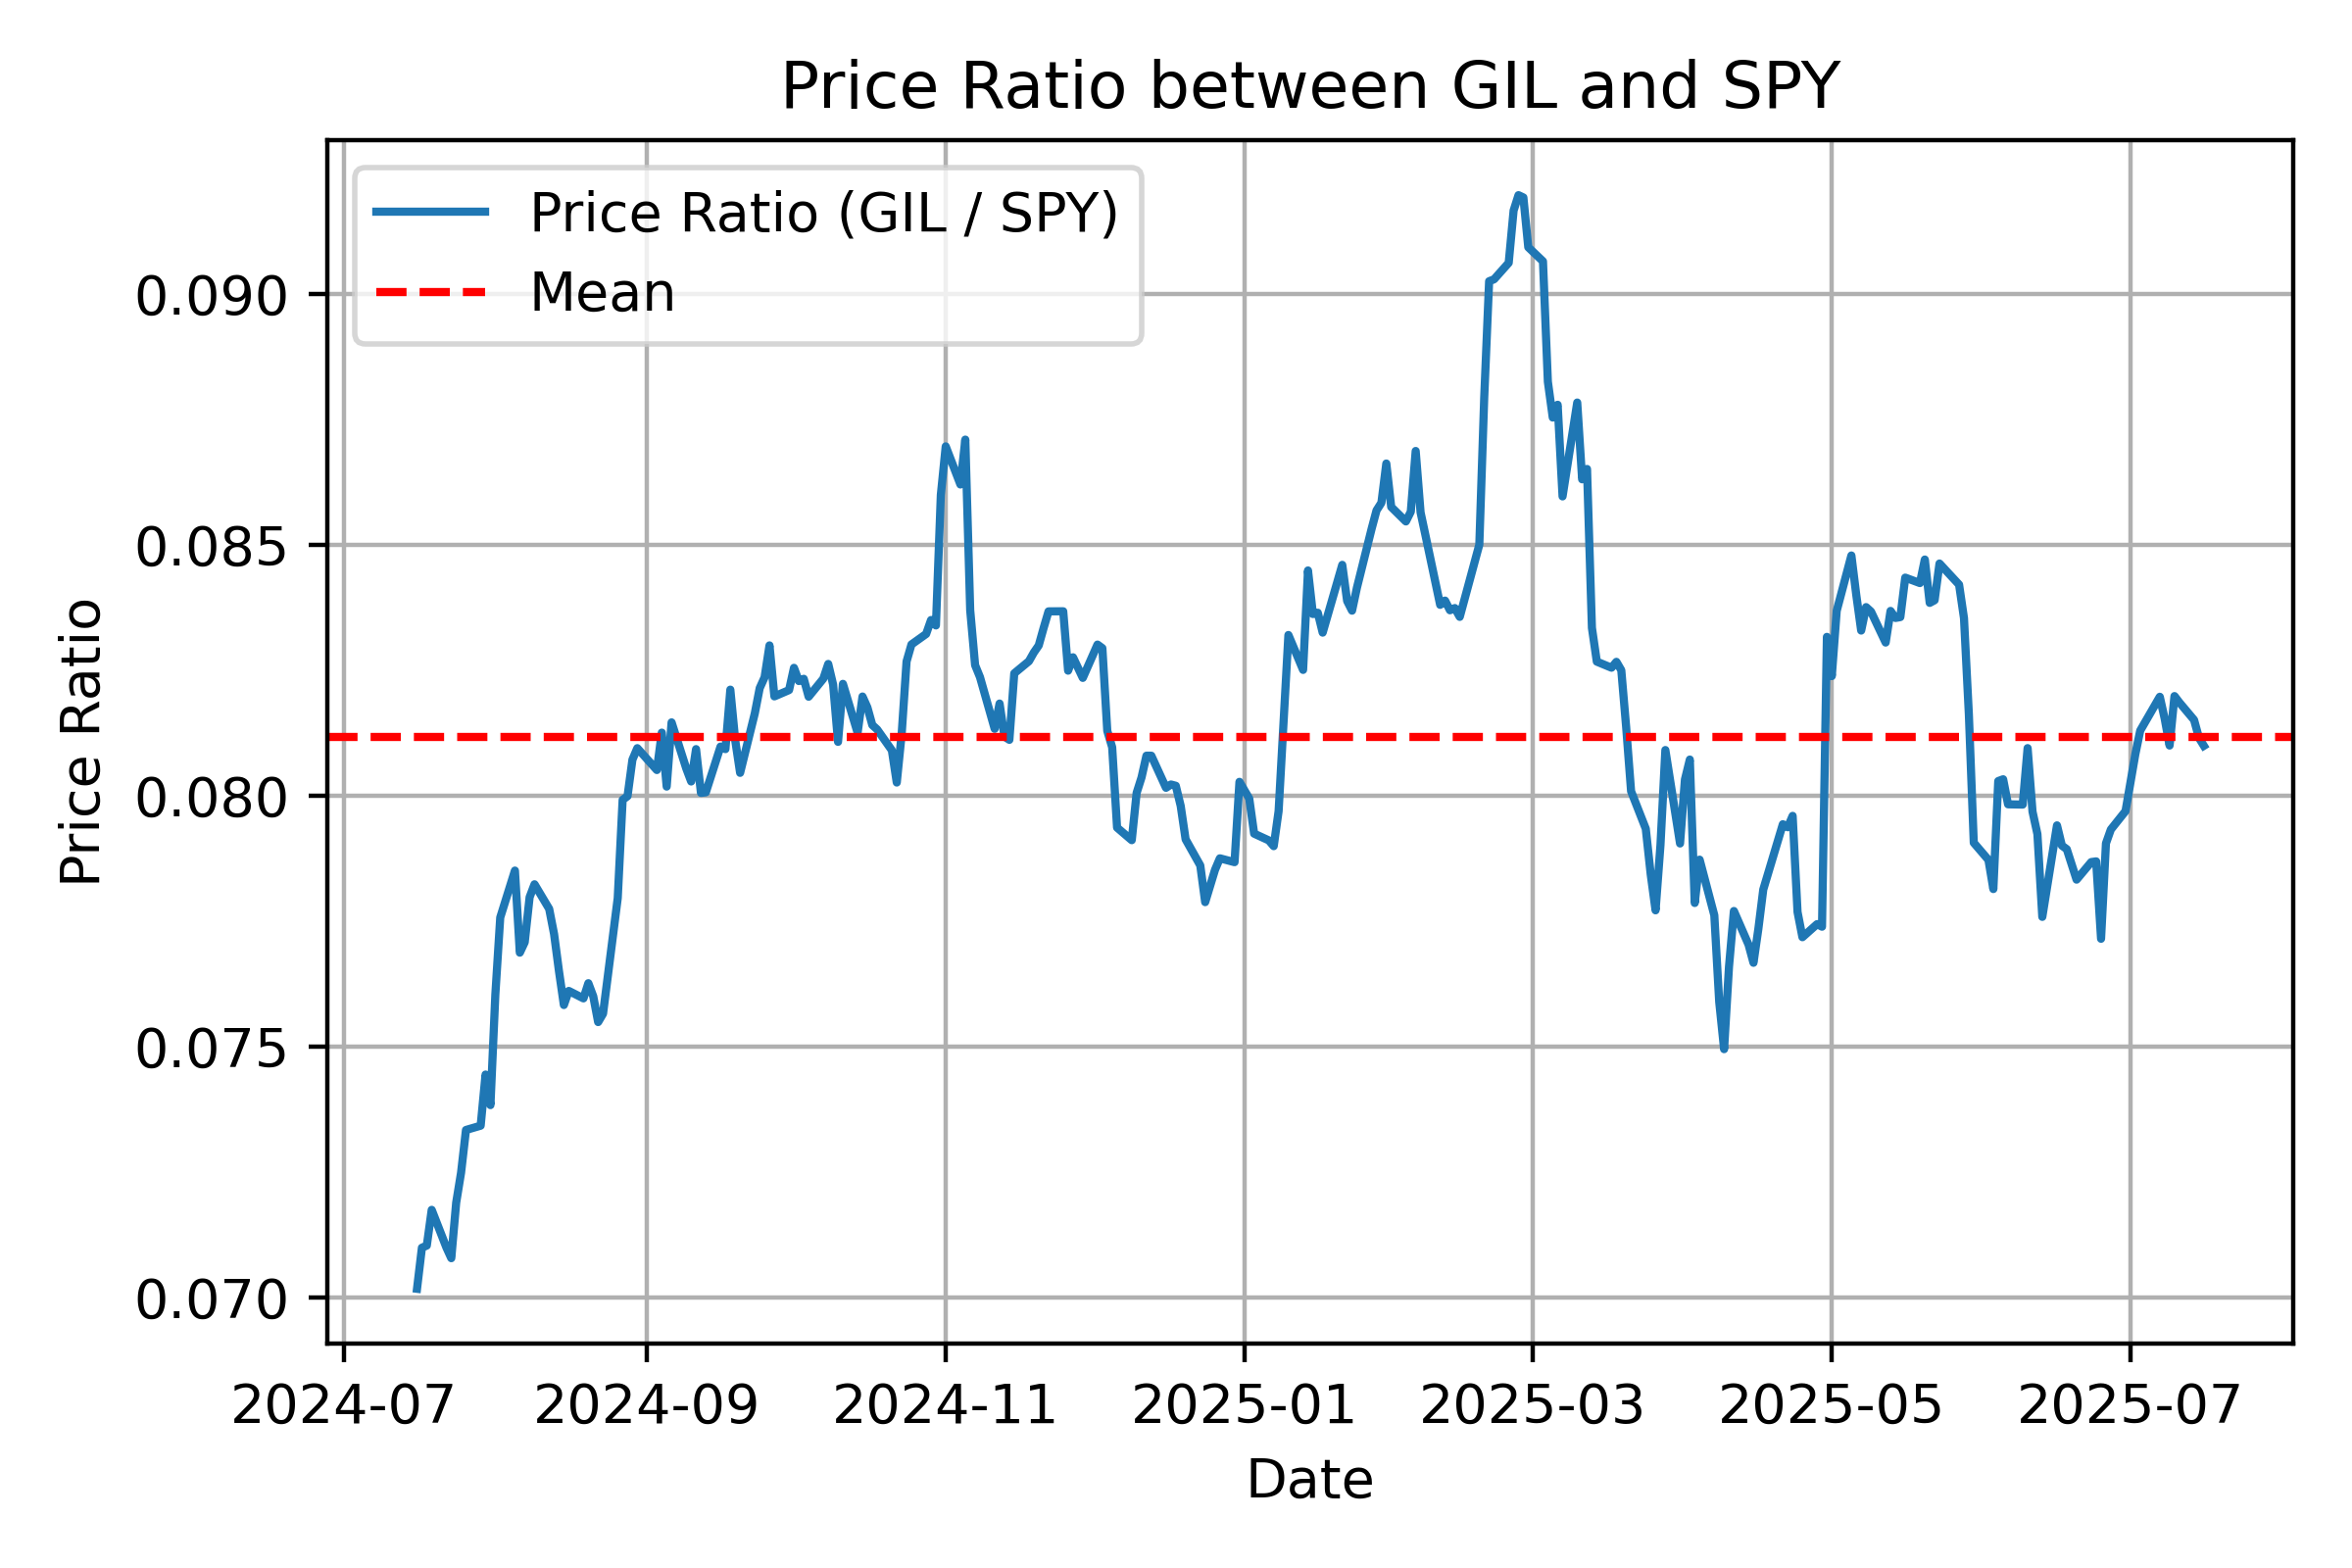 Price Ratio between GIL and SPY
Price Ratio (GIL / SPY)
Mean
0.090
0.085
0.080
0.075
0.070
Price Ratio
2024-07
2024-09
2024-11
2025-01
2025-03
2025-05
2025-07
Date